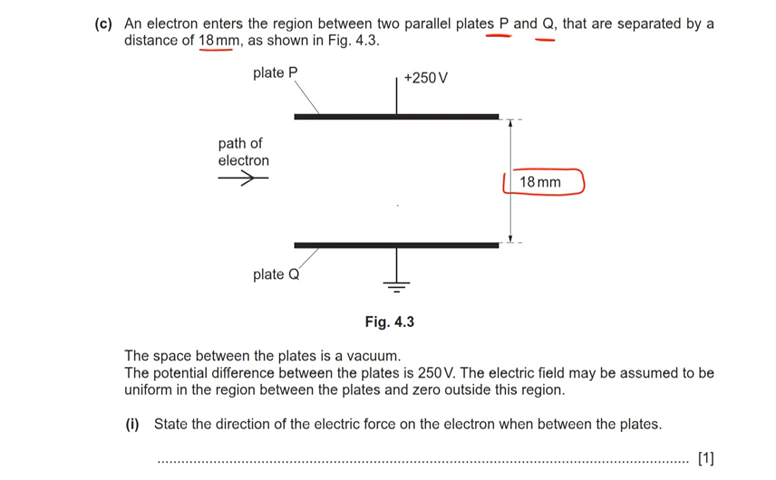 (c) An electron enters the region between two parallel plates P and Q, that are separated by a
distance of 18 mm, as shown in Fig. 4.3.
plate P
+250 V
path of
electron
18 mm
plate Q
Fig. 4.3
The space between the plates is a vacuum.
The potential difference between the plates is 250 V. The electric field may be assumed to be
uniform in the region between the plates and zero outside this region.
(i) State the direction of the electric force on the electron when between the plates.
.......................................................................................................................... [1]